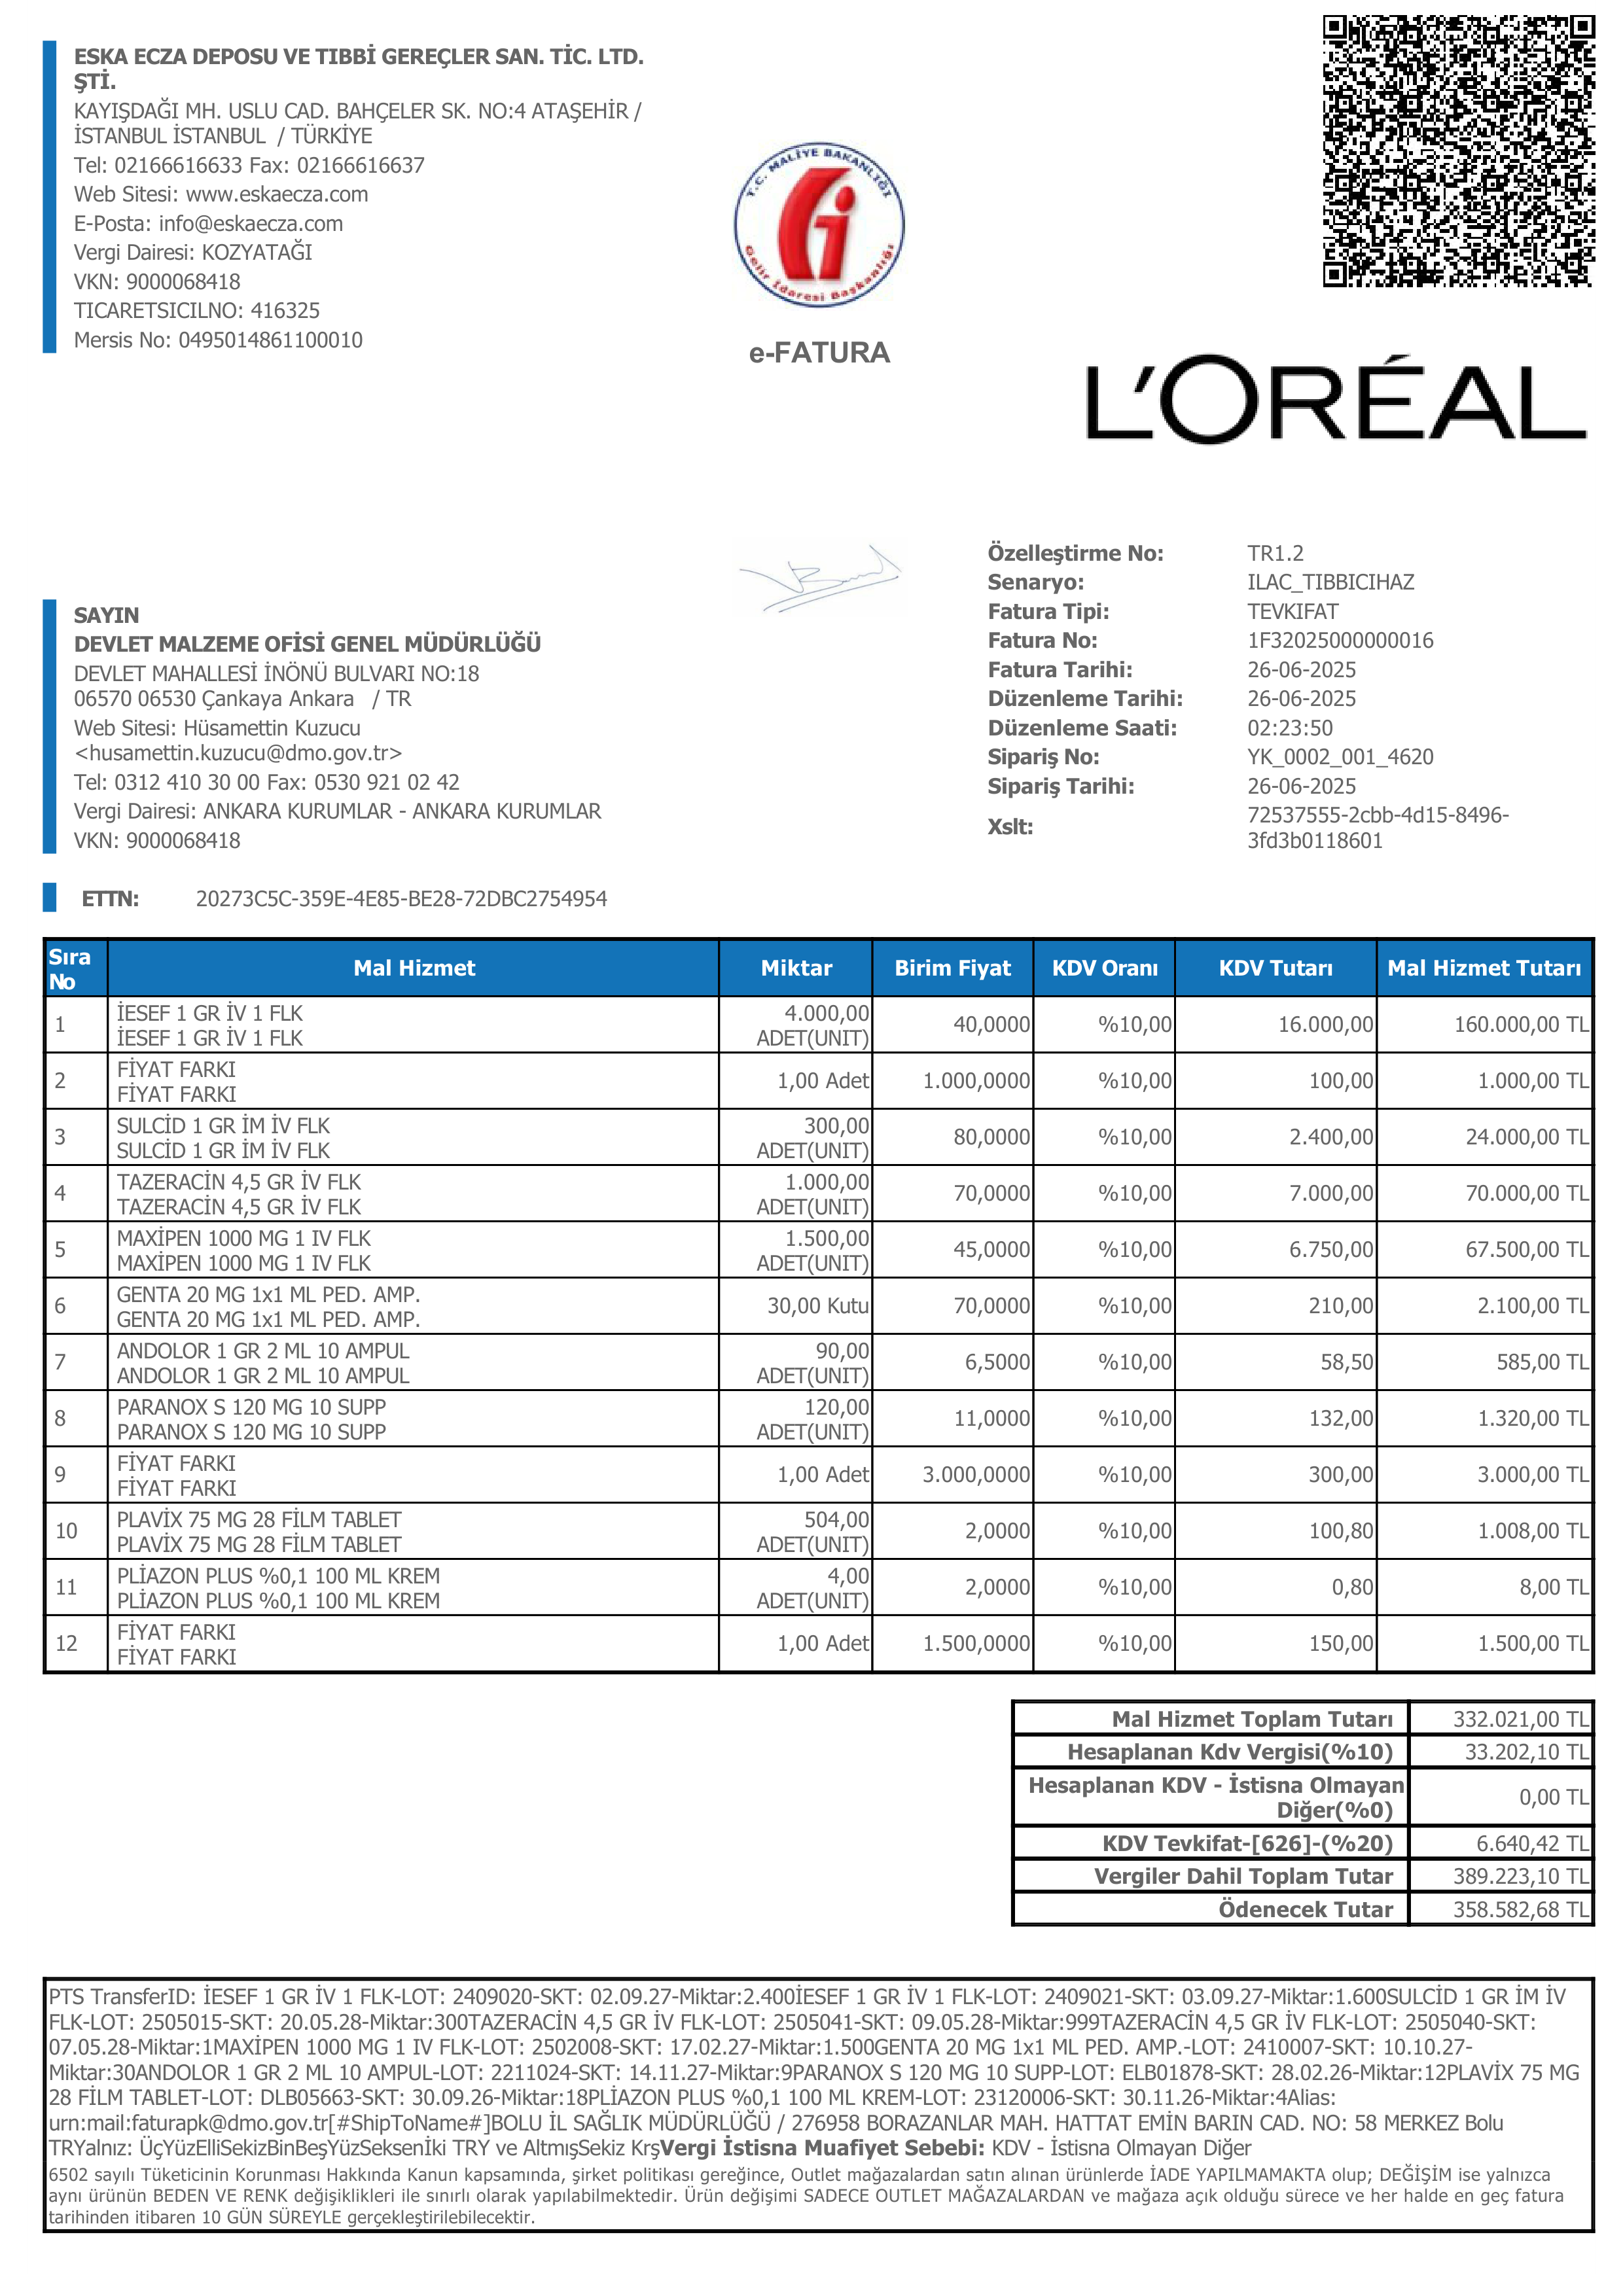 ESKA ECZA DEPOSU VE TIBBİ GEREÇLER SAN. TİC. LTD.
ŞTİ.
KAYIŞDAĞI MH. USLU CAD. BAHÇELER SK. NO:4 ATAŞEHİR /
İSTANBUL İSTANBUL / TÜRKİYE
Tel: 02166616633 Fax: 02166616637
Web Sitesi: www.eskaecza.com
E-Posta: info@eskaecza.com
Vergi Dairesi: KOZYATAĞI
VKN: 9000068418
TICARETSICILNO: 416325
Mersis No: 0495014861100010
T.C. MALİYE BAKANLIĞI
Gelir İdaresi Başkanlığı
e-FATURA
L'ORÉAL
SAYIN
DEVLET MALZEME OFİSİ GENEL MÜDÜRLÜĞÜ
DEVLET MAHALLESİ İNÖNÜ BULVARI NO:18
06570 06530 Çankaya Ankara / TR
Web Sitesi: Hüsamettin Kuzucu
<husamettin.kuzucu@dmo.gov.tr>
Tel: 0312 410 30 00 Fax: 0530 921 02 42
Vergi Dairesi: ANKARA KURUMLAR - ANKARA KURUMLAR
VKN: 9000068418
Özelleştirme No: TR1.2
Senaryo: ILAC_TIBBICIHAZ
Fatura Tipi: TEVKIFAT
Fatura No: 1F32025000000016
Fatura Tarihi: 26-06-2025
Düzenleme Tarihi: 26-06-2025
Düzenleme Saati: 02:23:50
Sipariş No: YK_0002_001_4620
Sipariş Tarihi: 26-06-2025
Xslt: 72537555-2cbb-4d15-8496-
3fd3b0118601
ETTN: 20273C5C-359E-4E85-BE28-72DBC2754954
Sıra No Mal Hizmet Miktar Birim Fiyat KDV Oranı KDV Tutarı Mal Hizmet Tutarı
1 İESEF 1 GR İV 1 FLK 4.000,00 40,0000 %10,00 16.000,00 160.000,00 TL
İESEF 1 GR İV 1 FLK ADET(UNIT)
2 FİYAT FARKI 1,00 Adet 1.000,0000 %10,00 100,00 1.000,00 TL
FİYAT FARKI
3 SULCİD 1 GR İM İV FLK 300,00 80,0000 %10,00 2.400,00 24.000,00 TL
SULCİD 1 GR İM İV FLK ADET(UNIT)
4 TAZERACİN 4,5 GR İV FLK 1.000,00 70,0000 %10,00 7.000,00 70.000,00 TL
TAZERACİN 4,5 GR İV FLK ADET(UNIT)
5 MAXİPEN 1000 MG 1 IV FLK 1.500,00 45,0000 %10,00 6.750,00 67.500,00 TL
MAXİPEN 1000 MG 1 IV FLK ADET(UNIT)
6 GENTA 20 MG 1x1 ML PED. AMP. 30,00 Kutu 70,0000 %10,00 210,00 2.100,00 TL
GENTA 20 MG 1x1 ML PED. AMP.
7 ANDOLOR 1 GR 2 ML 10 AMPUL 90,00 6,5000 %10,00 58,50 585,00 TL
ANDOLOR 1 GR 2 ML 10 AMPUL ADET(UNIT)
8 PARANOX S 120 MG 10 SUPP 120,00 11,0000 %10,00 132,00 1.320,00 TL
PARANOX S 120 MG 10 SUPP ADET(UNIT)
9 FİYAT FARKI 1,00 Adet 3.000,0000 %10,00 300,00 3.000,00 TL
FİYAT FARKI
10 PLAVİX 75 MG 28 FİLM TABLET 504,00 2,0000 %10,00 100,80 1.008,00 TL
PLAVİX 75 MG 28 FİLM TABLET ADET(UNIT)
11 PLİAZON PLUS %0,1 100 ML KREM 4,00 2,0000 %10,00 0,80 8,00 TL
PLİAZON PLUS %0,1 100 ML KREM ADET(UNIT)
12 FİYAT FARKI 1,00 Adet 1.500,0000 %10,00 150,00 1.500,00 TL
FİYAT FARKI
Mal Hizmet Toplam Tutarı 332.021,00 TL
Hesaplanan Kdv Vergisi(%10) 33.202,10 TL
Hesaplanan KDV - İstisna Olmayan
Diğer(%0) 0,00 TL
KDV Tevkifat-[626]-(%20) 6.640,42 TL
Vergiler Dahil Toplam Tutar 389.223,10 TL
Ödenecek Tutar 358.582,68 TL
PTS TransferID: İESEF 1 GR İV 1 FLK-LOT: 2409020-SKT: 02.09.27-Miktar:2.400İESEF 1 GR İV 1 FLK-LOT: 2409021-SKT: 03.09.27-Miktar:1.600SULCİD 1 GR İM İV
FLK-LOT: 2505015-SKT: 20.05.28-Miktar:300TAZERACİN 4,5 GR İV FLK-LOT: 2505041-SKT: 09.05.28-Miktar:999TAZERACİN 4,5 GR İV FLK-LOT: 2505040-SKT:
07.05.28-Miktar:1MAXİPEN 1000 MG 1 IV FLK-LOT: 2502008-SKT: 17.02.27-Miktar:1.500GENTA 20 MG 1x1 ML PED. AMP.-LOT: 2410007-SKT: 10.10.27-
Miktar:30ANDOLOR 1 GR 2 ML 10 AMPUL-LOT: 2211024-SKT: 14.11.27-Miktar:9PARANOX S 120 MG 10 SUPP-LOT: ELB01878-SKT: 28.02.26-Miktar:12PLAVİX 75 MG
28 FİLM TABLET-LOT: DLB05663-SKT: 30.09.26-Miktar:18PLİAZON PLUS %0,1 100 ML KREM-LOT: 23120006-SKT: 30.11.26-Miktar:4Alias:
urn:mail:faturapk@dmo.gov.tr[#ShipToName#]BOLU İL SAĞLIK MÜDÜRLÜĞÜ / 276958 BORAZANLAR MAH. HATTAT EMİN BARIN CAD. NO: 58 MERKEZ Bolu
TRYalnız: ÜçYüzElliSekizBinBeşYüzSeksenİki TRY ve AltmışSekiz KrşVergi İstisna Muafiyet Sebebi: KDV - İstisna Olmayan Diğer
6502 sayılı Tüketicinin Korunması Hakkında Kanun kapsamında, şirket politikası gereğince, Outlet mağazalardan satın alınan ürünlerde İADE YAPILMAMAKTA olup; DEĞİŞİM ise yalnızca
aynı ürünün BEDEN VE RENK değişiklikleri ile sınırlı olarak yapılabilmektedir. Ürün değişimi SADECE OUTLET MAĞAZALARDAN ve mağaza açık olduğu sürece ve her halde en geç fatura
tarihinden itibaren 10 GÜN SÜREYLE gerçekleştirilebilecektir.